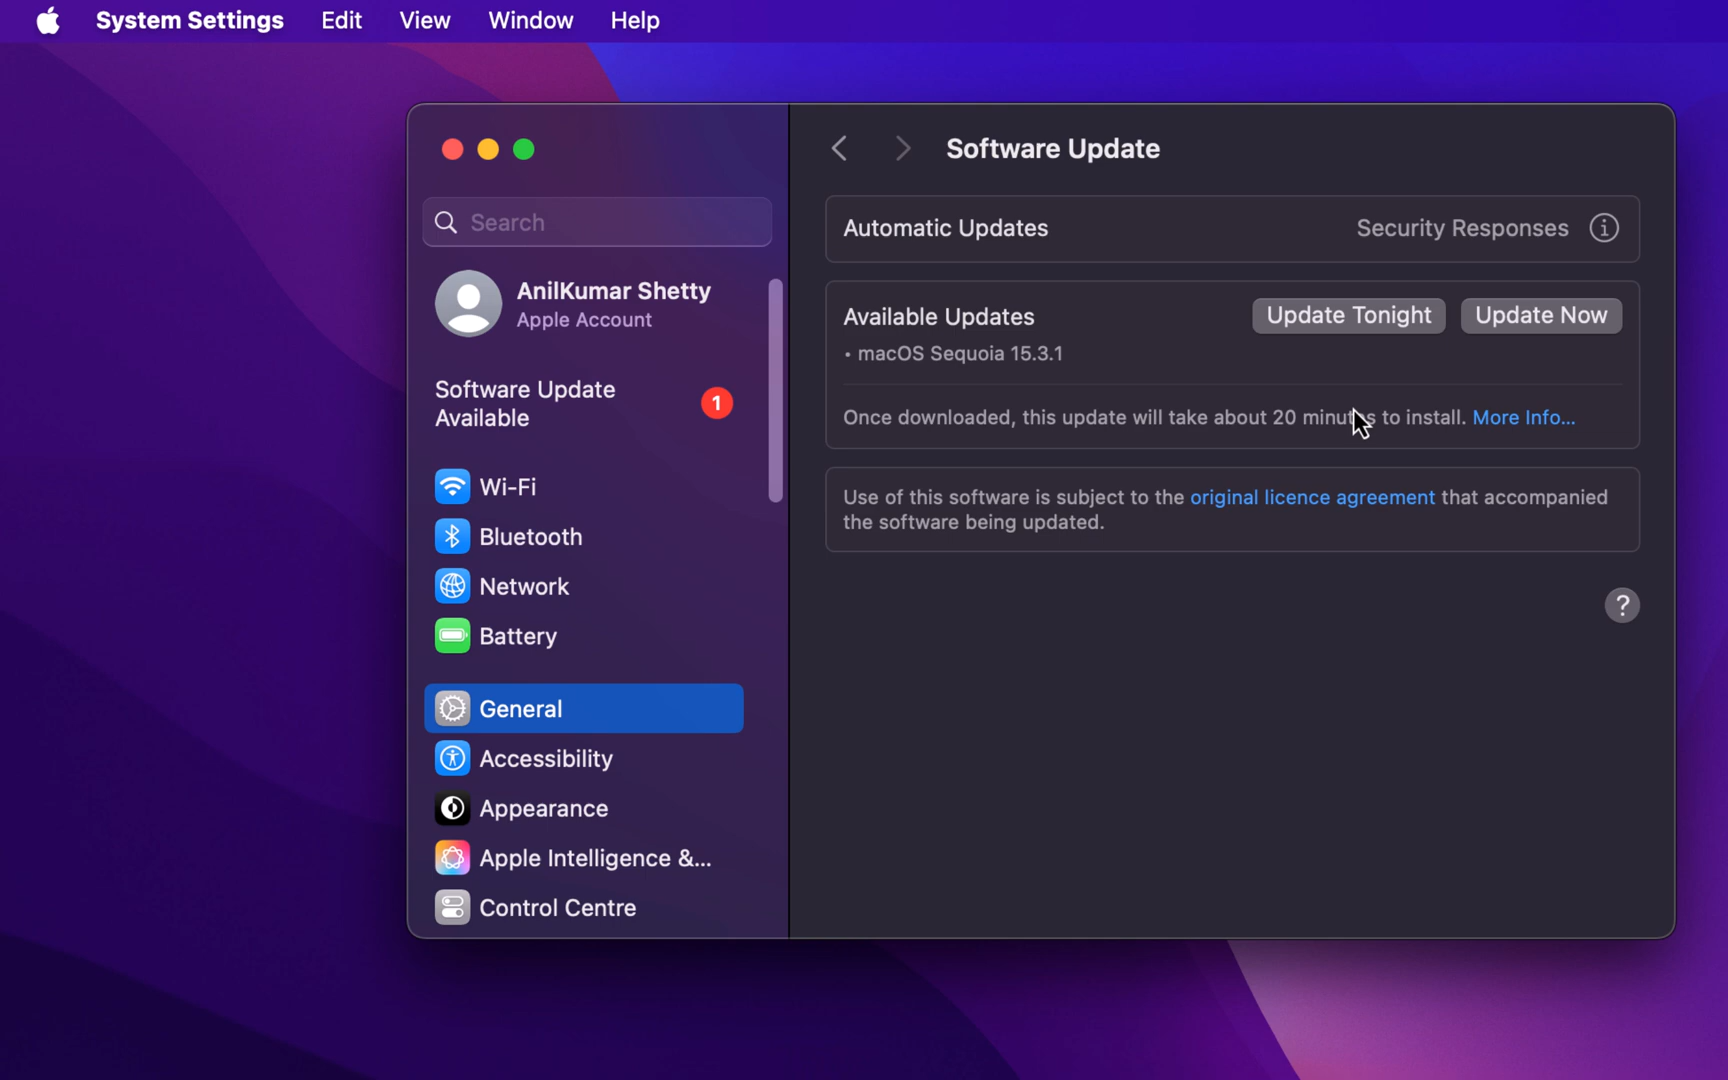 System Settings Edit View Window Help
Software Update
Search
Automatic Updates Security Responses
AnilKumar Shetty
Apple Account
Available Updates Update Tonight Update Now
• macOS Sequoia 15.3.1
Once downloaded, this update will take about 20 minutes to install. More Info...
Software Update
Available
1
Use of this software is subject to the original licence agreement that accompanied
the software being updated.
?
Wi-Fi
Bluetooth
Network
Battery
General
Accessibility
Appearance
Apple Intelligence &...
Control Centre